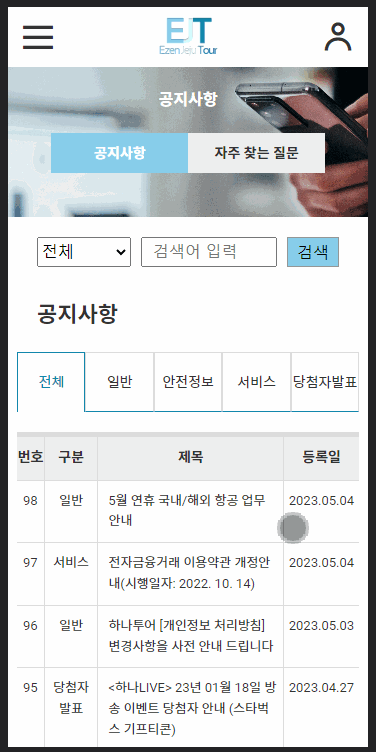 EJT
EzenJejuTour
공지사항
공지사항 자주 찾는 질문
전체 검색어 입력 검색
공지사항
전체 일반 안전정보 서비스 당첨자발표
번호 구분 제목 등록일
98 일반 5월 연휴 국내/해외 항공 업무 2023.05.04
안내
97 서비스 전자금융거래 이용약관 개정안 2023.05.04
내(시행일자: 2022. 10. 14)
96 일반 하나투어 [개인정보 처리방침] 2023.05.03
변경사항을 사전 안내 드립니다
95 당첨자 <하나LIVE> 23년 01월 18일 방 2023.04.27
발표 송 이벤트 당첨자 안내 (스타벅
스 기프티콘)